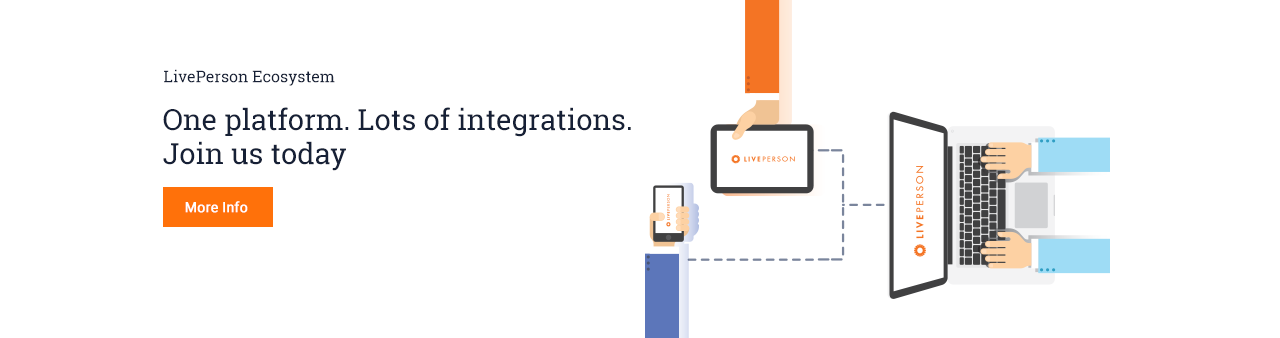 LivePerson Ecosystem
One platform. Lots of integrations.
Join us today
More Info
LIVEPERSON
LIVEPERSON
LIVEPERSON